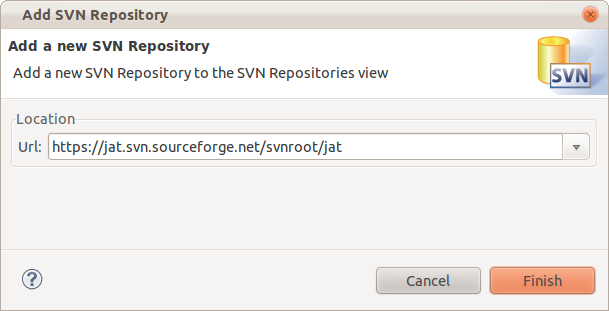 Add SVN Repository
Add a new SVN Repository
Add a new SVN Repository to the SVN Repositories view
SVN
Location
Url: https://jat.svn.sourceforge.net/svnroot/jat
?
Cancel Finish